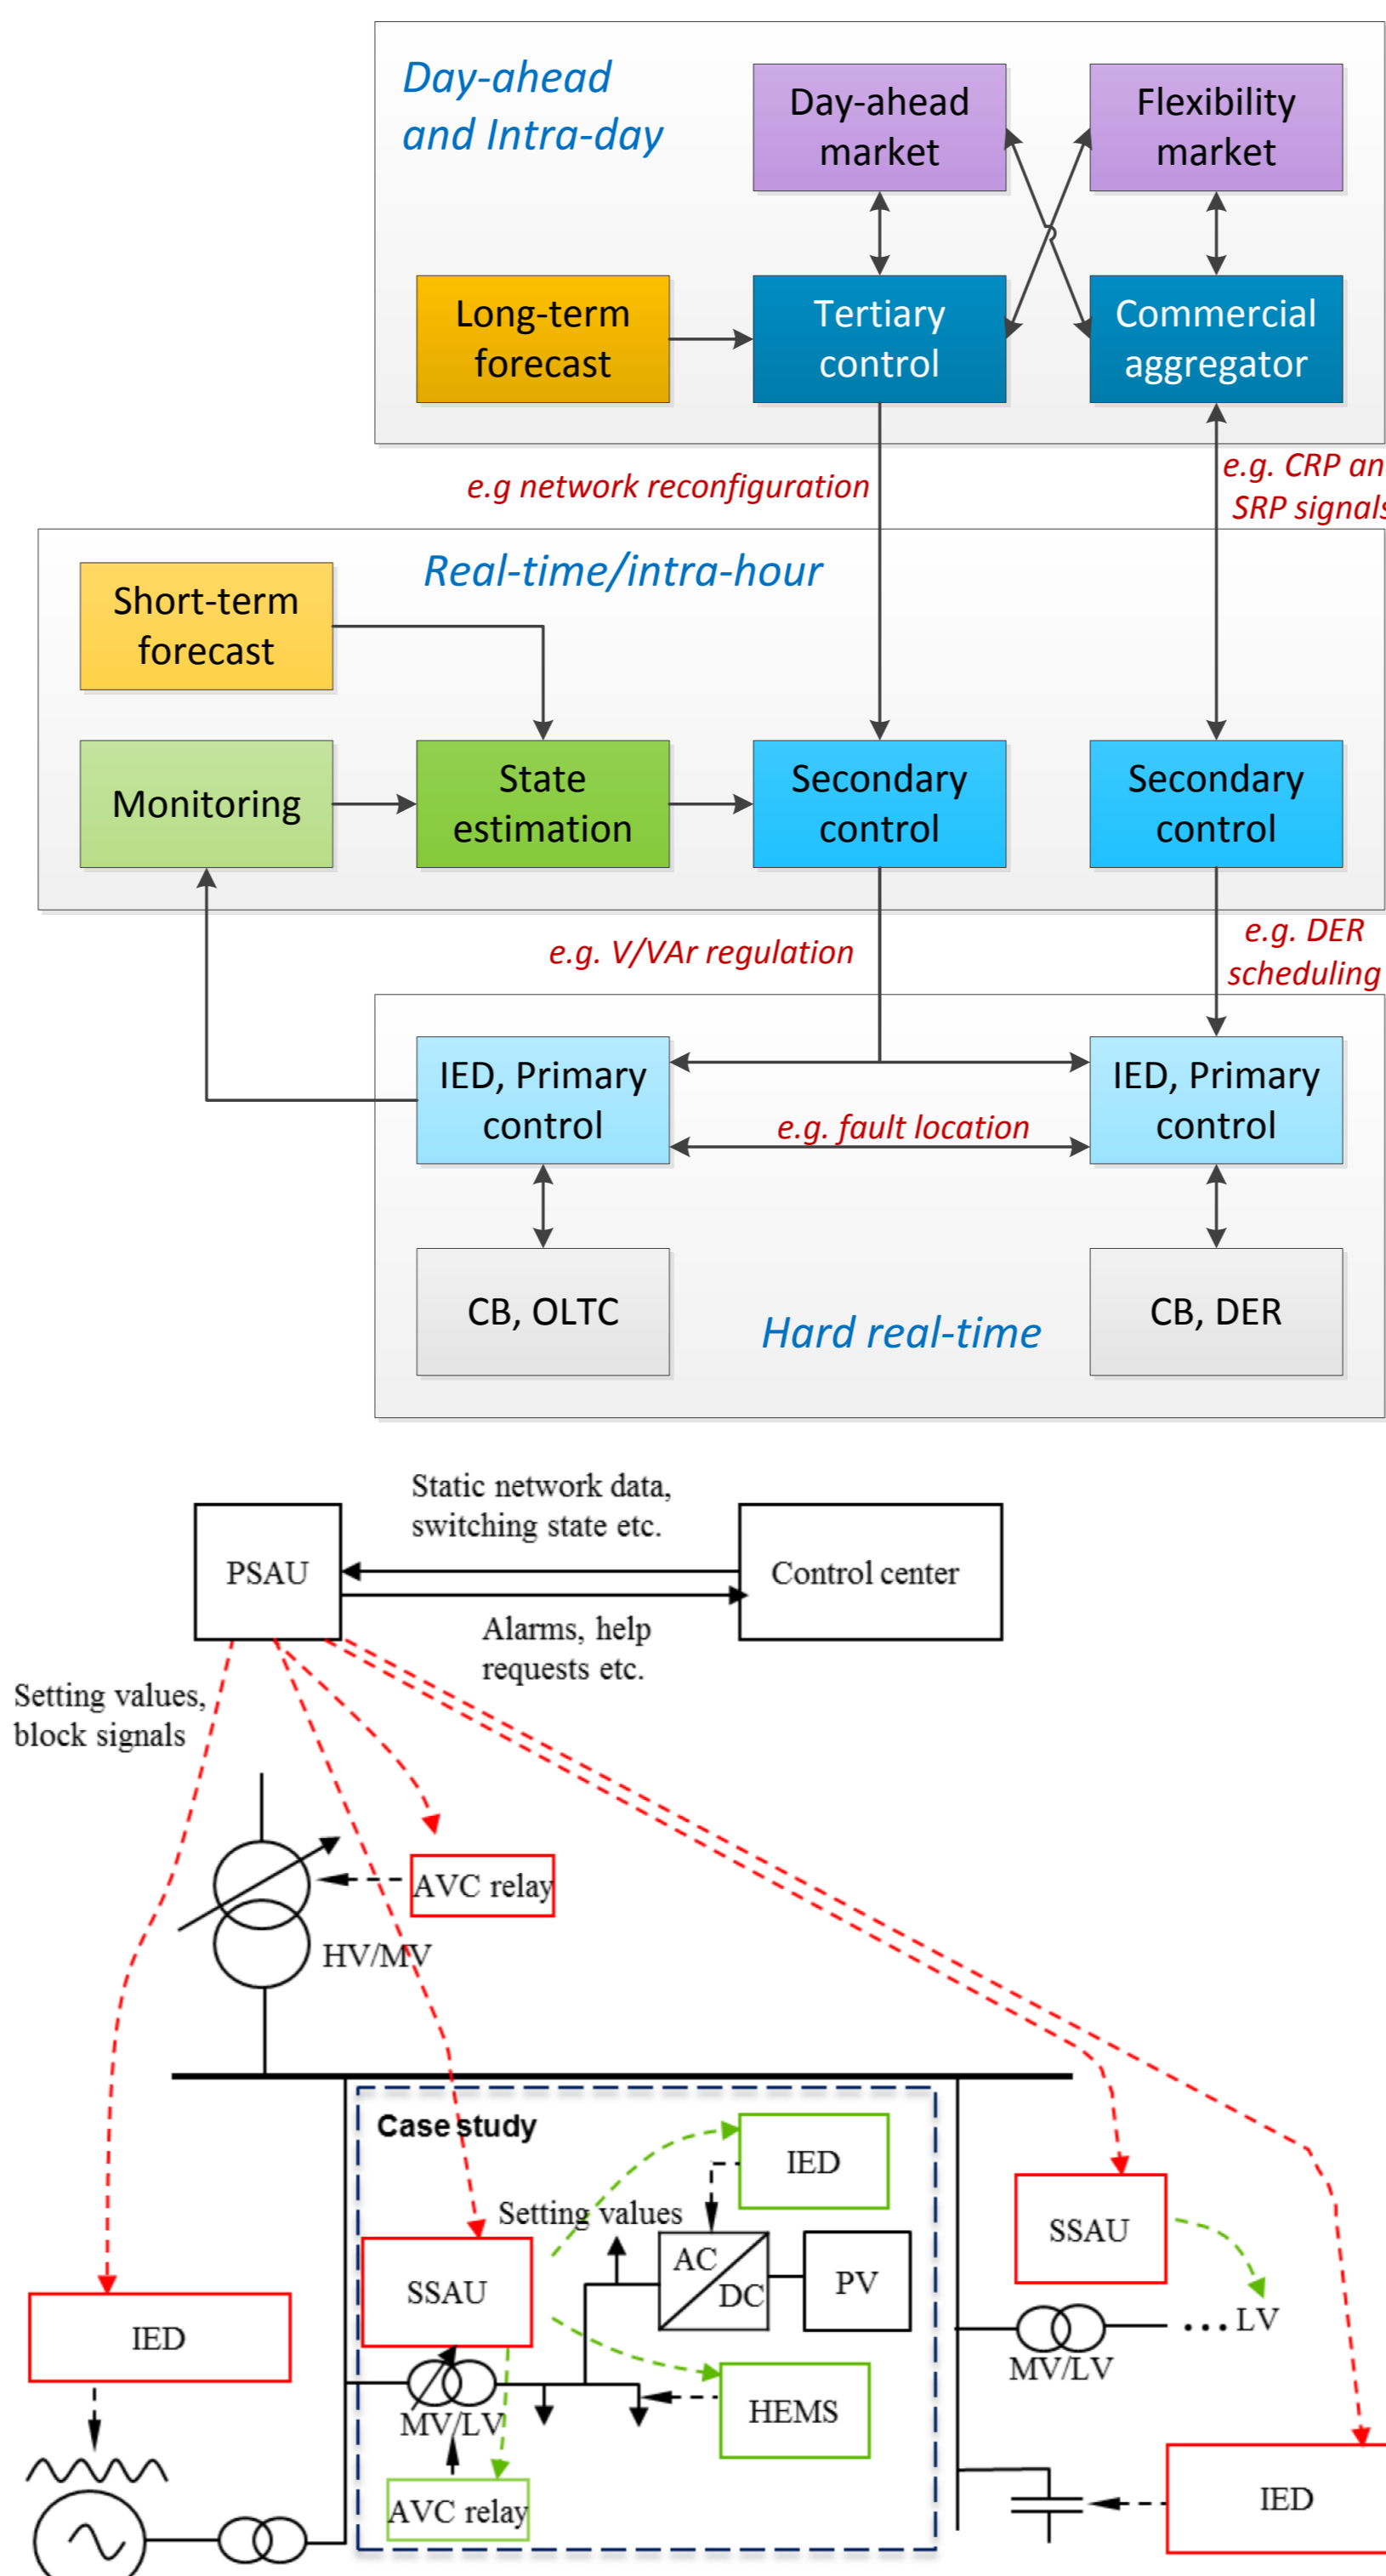 Day-ahead
and Intra-day
Day-ahead
market
Flexibility
market
Long-term
forecast
Tertiary
control
Commercial
aggregator
e.g network reconfiguration
e.g. CRP an
SRP signals
Real-time/intra-hour
Short-term
forecast
Monitoring
State
estimation
Secondary
control
Secondary
control
e.g. V/VAr regulation
e.g. DER
scheduling
IED, Primary
control
IED, Primary
control
e.g. fault location
CB, OLTC
CB, DER
Hard real-time
Static network data,
switching state etc.
PSAU
Control center
Alarms, help
requests etc.
Setting values,
block signals
AVC relay
HV/MV
Case study
IED
Setting values
SSAU
AC
DC
PV
SSAU
IED
...LV
MV/LV
MV/LV
HEMS
AVC relay
IED